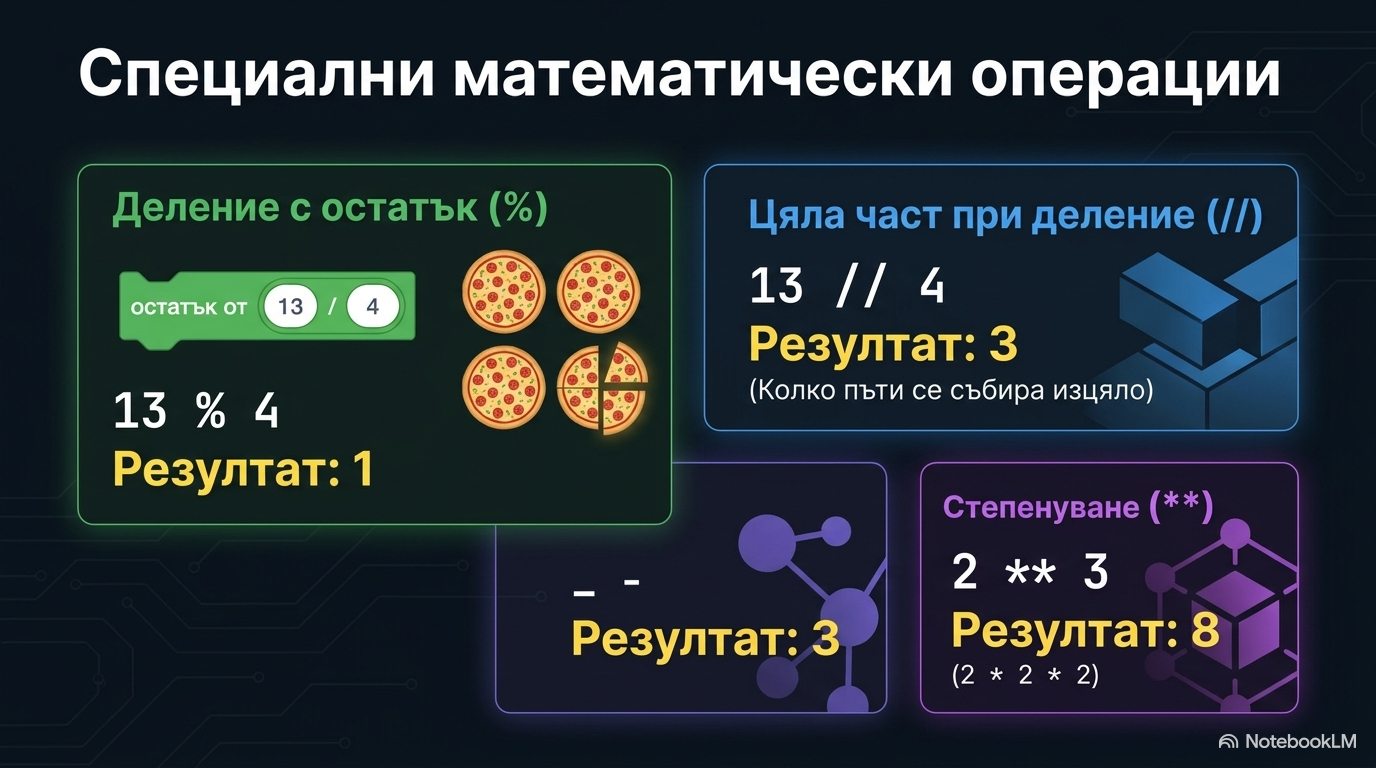 Специални математически операции
Деление с остатък (%)
остатък от 13 / 4
13 % 4
Резултат: 1
Цяла част при деление (//)
13 // 4
Резултат: 3
(Колко пъти се събира изцяло)
_ -
Резултат: 3
Степенуване (**)
2 ** 3
Резултат: 8
(2 * 2 * 2)
NotebookLM